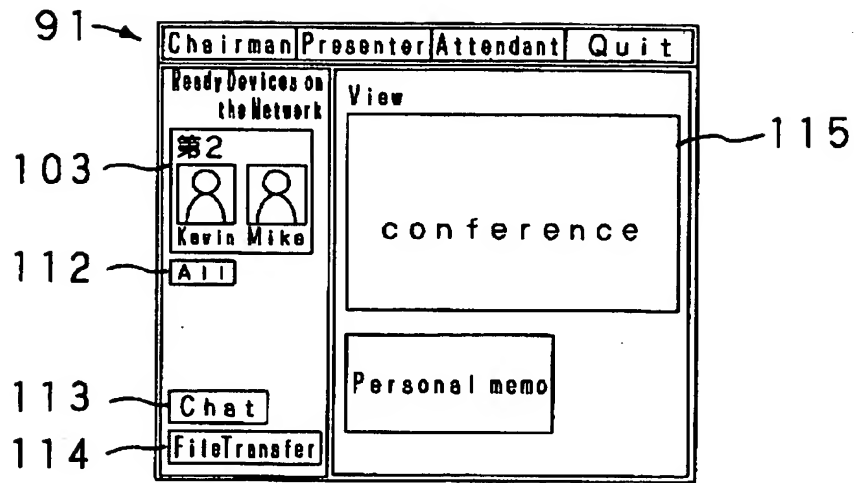 91
Chairman Presenter Attendant Quit
Ready Devices on
the Network
View
115
第2
103
Kevin Mike
conference
112
All
Personal memo
113
Chat
114
FileTransfer